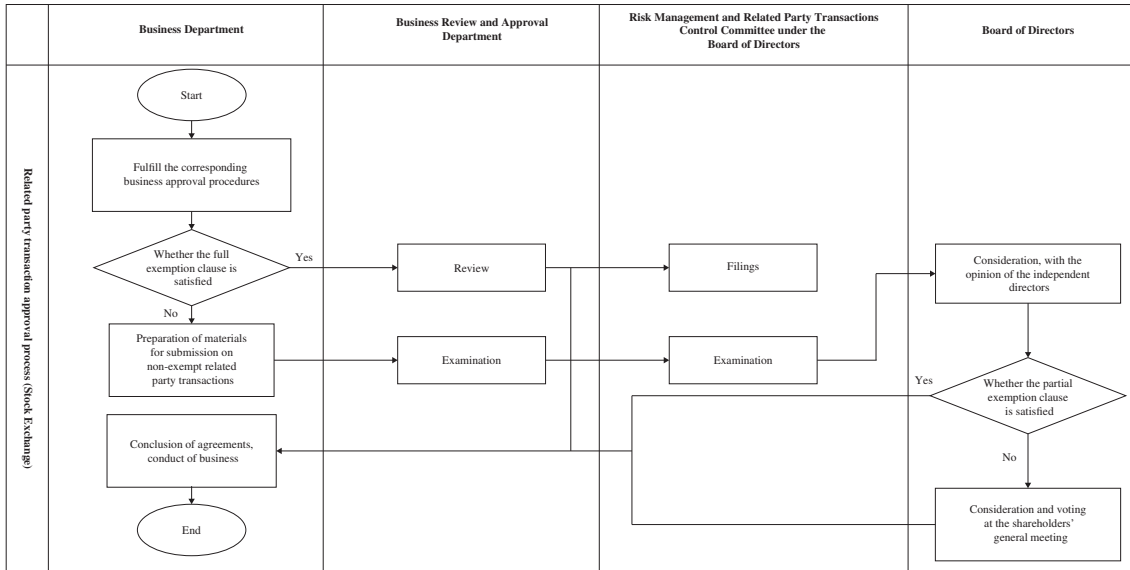 Business Department
Business Review and Approval
Department
Risk Management and Related Party Transactions
Control Committee under the
Board of Directors
Board of Directors
Related party transaction approval process (Stock Exchange)
Start
Fulfill the corresponding
business approval procedures
Whether the full
exemption clause is
satisfied
Yes
Review
Filings
Consideration, with the
opinion of the independent
directors
No
Preparation of materials
for submission on
non-exempt related
party transactions
Examination
Examination
Yes
Whether the partial
exemption clause
is satisfied
Conclusion of agreements,
conduct of business
No
End
Consideration and voting
at the shareholders'
general meeting